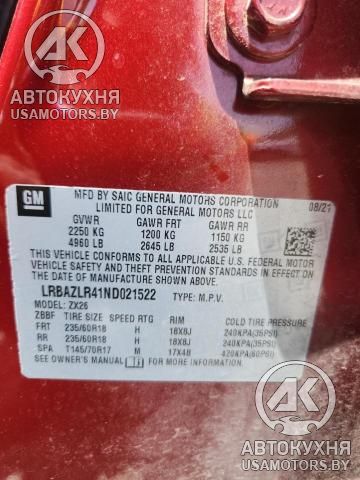 АК
АВТОКУХНЯ
USAMOTORS.BY
GM
MFD BY SAIC GENERAL MOTORS CORPORATION
LIMITED FOR GENERAL MOTORS LLC
08/21
GVWR GAWR FRT GAWR RR
2250 KG 1200 KG 1150 KG
4960 LB 2645 LB 2535 LB
THIS VEHICLE CONFORMS TO ALL APPLICABLE U.S. FEDERAL
MOTOR VEHICLE SAFETY, BUMPER, AND THEFT PREVENTION
STANDARDS IN EFFECT ON THE DATE OF MANUFACTURE
SHOWN ABOVE.
LRBAZLR41ND021522 TYPE: M.P.V.
MODEL: ZX26
ZBBF TIRE SIZE SPEED RTG RIM COLD TIRE PRESSURE
FRT 235/60R18 H 18X8J 240KPA(35PSI)
RR 235/60R18 H 18X8J 240KPA(35PSI)
SPA T145/70R17 M 17X4B 420KPA(60PSI)
SEE OWNER'S MANUAL FOR
АК
АВТОКУХНЯ
USAMOTORS.BY